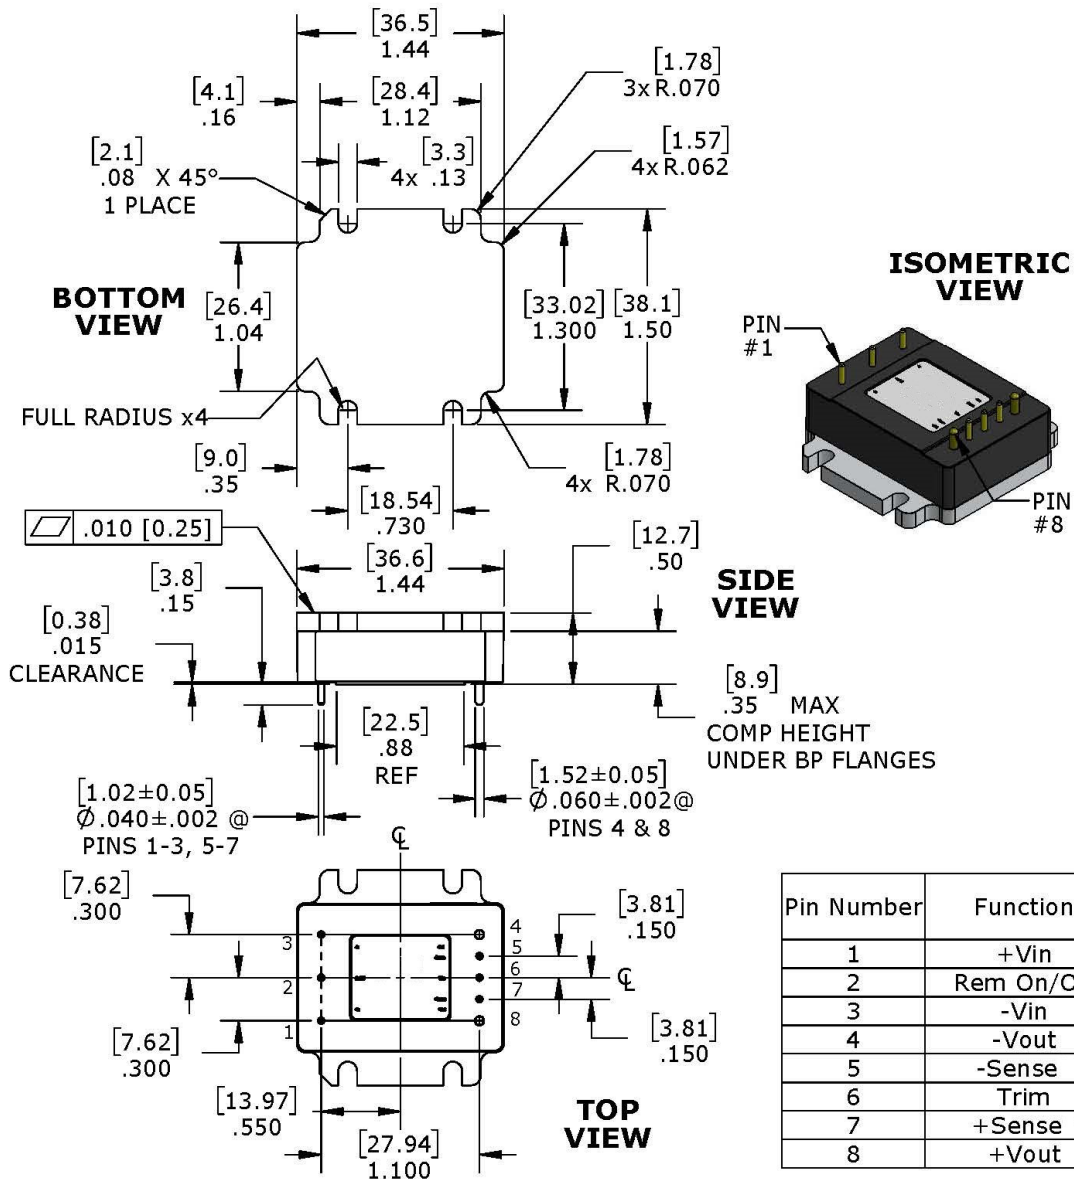 [36.5]
1.44
[1.78]
3x R.070
[4.1]
.16
[28.4]
1.12
[2.1]
.08 X 45°
1 PLACE
[3.3]
4x .13
[1.57]
4x R.062
BOTTOM
VIEW
[26.4]
1.04
[33.02]
1.300
[38.1]
1.50
ISOMETRIC
VIEW
PIN
#1
PIN
#8
FULL RADIUS x4
[9.0]
.35
[18.54]
.730
[1.78]
4x R.070
.010 [0.25]
[36.6]
1.44
[12.7]
.50
SIDE
VIEW
[3.8]
.15
[0.38]
.015
CLEARANCE
[8.9]
.35 MAX
COMP HEIGHT
UNDER BP FLANGES
[22.5]
.88
REF
[1.02±0.05]
Ø.040±.002 @
PINS 1-3, 5-7
[1.52±0.05]
Ø.060±.002@
PINS 4 & 8
℄
[7.62]
.300
[3.81]
.150
3
2
1
4
5
6
7
8
℄
[7.62]
.300
[3.81]
.150
[13.97]
.550
[27.94]
1.100
TOP
VIEW
Pin Number Function
1 +Vin
2 Rem On/O
3 -Vin
4 -Vout
5 -Sense
6 Trim
7 +Sense
8 +Vout